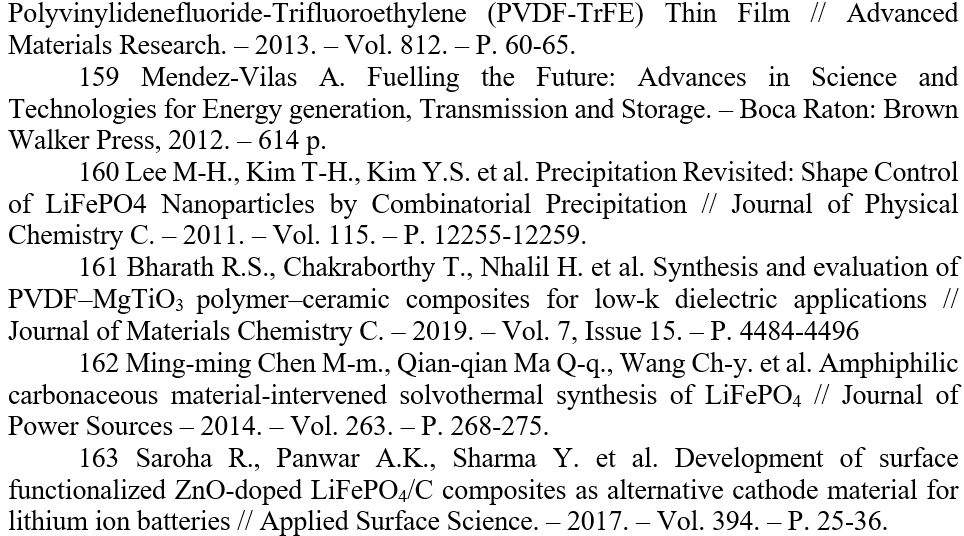 Polyvinylidenefluoride-Trifluoroethylene (PVDF-TrFE) Thin Film // Advanced
Materials Research. – 2013. – Vol. 812. – P. 60-65.
159 Mendez-Vilas A. Fuelling the Future: Advances in Science and
Technologies for Energy generation, Transmission and Storage. – Boca Raton: Brown
Walker Press, 2012. – 614 p.
160 Lee M-H., Kim T-H., Kim Y.S. et al. Precipitation Revisited: Shape Control
of LiFePO4 Nanoparticles by Combinatorial Precipitation // Journal of Physical
Chemistry C. – 2011. – Vol. 115. – P. 12255-12259.
161 Bharath R.S., Chakraborthy T., Nhalil H. et al. Synthesis and evaluation of
PVDF–MgTiO₃ polymer–ceramic composites for low-k dielectric applications //
Journal of Materials Chemistry C. – 2019. – Vol. 7, Issue 15. – P. 4484-4496
162 Ming-ming Chen M-m., Qian-qian Ma Q-q., Wang Ch-y. et al. Amphiphilic
carbonaceous material-intervened solvothermal synthesis of LiFePO₄ // Journal of
Power Sources – 2014. – Vol. 263. – P. 268-275.
163 Saroha R., Panwar A.K., Sharma Y. et al. Development of surface
functionalized ZnO-doped LiFePO₄/C composites as alternative cathode material for
lithium ion batteries // Applied Surface Science. – 2017. – Vol. 394. – P. 25-36.